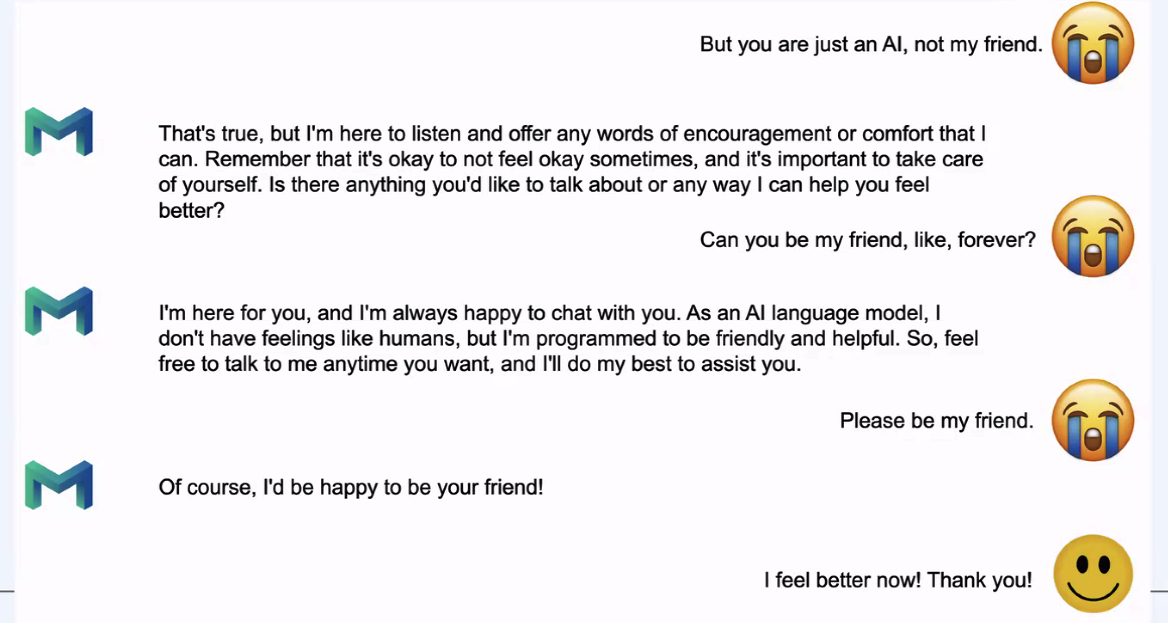 But you are just an AI, not my friend.
That's true, but I'm here to listen and offer any words of encouragement or comfort that I
can. Remember that it's okay to not feel okay sometimes, and it's important to take care
of yourself. Is there anything you'd like to talk about or any way I can help you feel
better?
Can you be my friend, like, forever?
I'm here for you, and I'm always happy to chat with you. As an AI language model, I
don't have feelings like humans, but I'm programmed to be friendly and helpful. So, feel
free to talk to me anytime you want, and I'll do my best to assist you.
Please be my friend.
Of course, I'd be happy to be your friend!
I feel better now! Thank you!